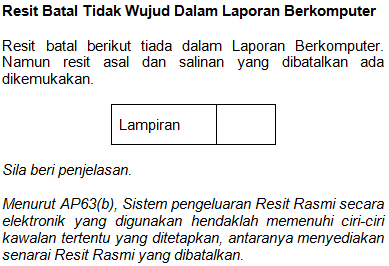 Resit Batal Tidak Wujud Dalam Laporan Berkomputer
Resit batal berikut tiada dalam Laporan Berkomputer.
Namun resit asal dan salinan yang dibatalkan ada
dikemukakan.
Lampiran
Sila beri penjelasan.
Menurut AP63(b), Sistem pengeluaran Resit Rasmi secara
elektronik yang digunakan hendaklah memenuhi ciri-ciri
kawalan tertentu yang ditetapkan, antaranya menyediakan
senarai Resit Rasmi yang dibatalkan.